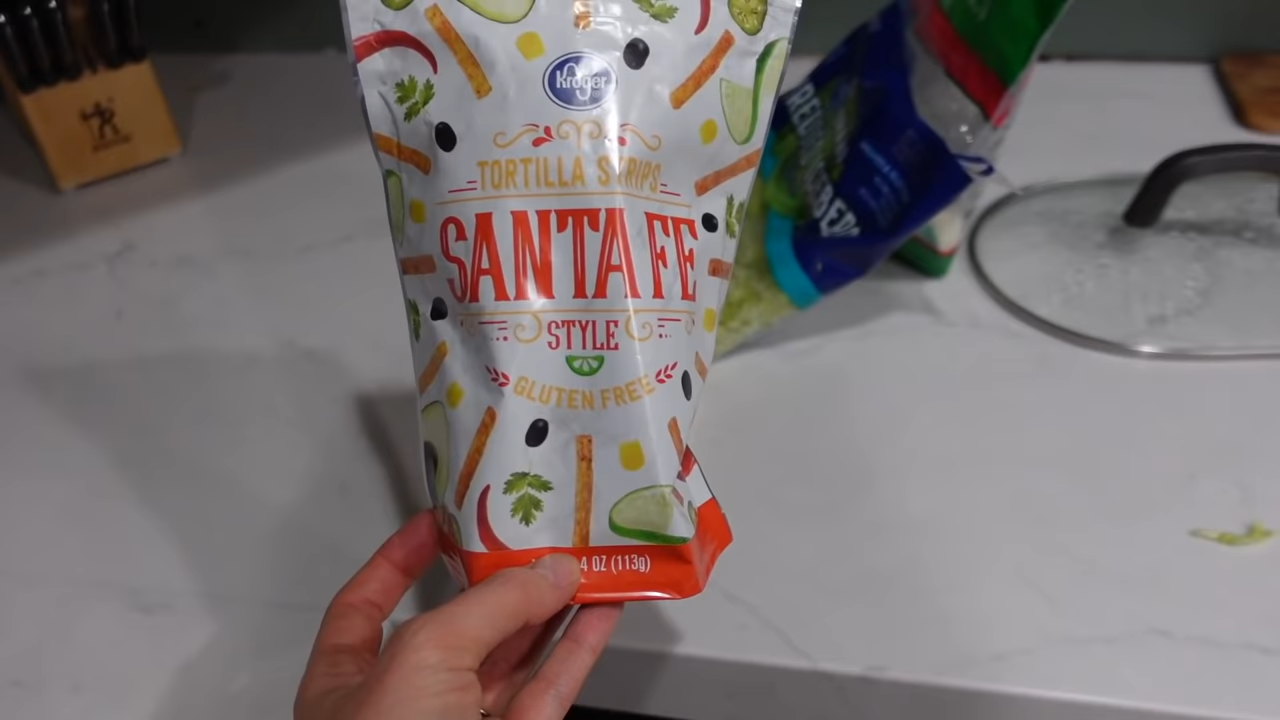 Kroger
TORTILLA STRIPS
SANTA FE
STYLE
GLUTEN FREE
4 OZ (113g)